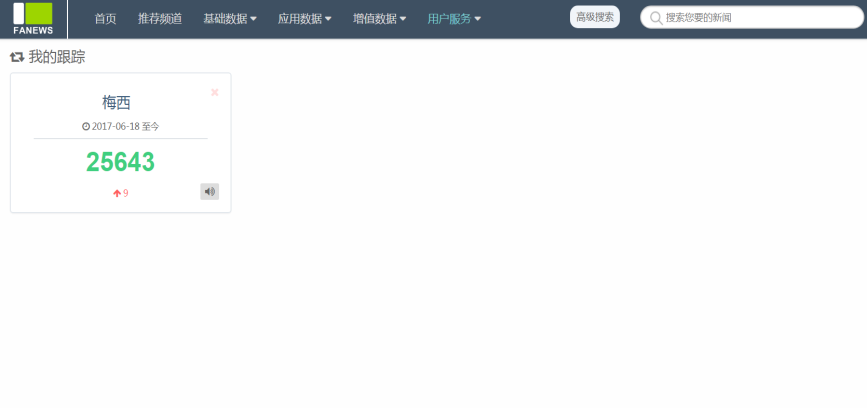 FANEWS
首页 推荐频道 基础数据 应用数据 增值数据 用户服务 高级搜索 搜索您要的新闻
我的跟踪
梅西
2017-06-18 至今
25643
9